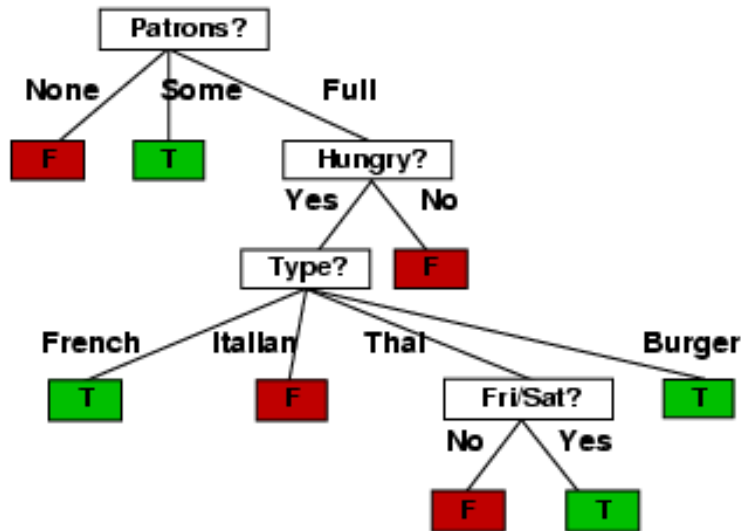 Patrons?
None Some Full
F T Hungry?
Yes No
Type? F
French Italian Thai Burger
T F Fri/Sat? T
No Yes
F T